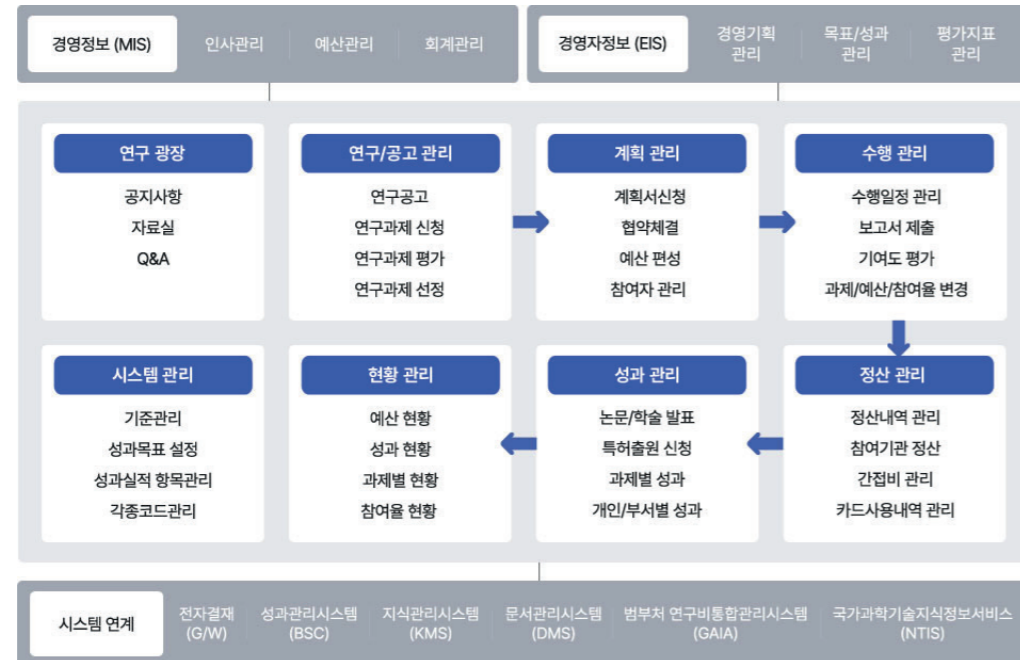 경영정보 (MIS)
인사관리
예산관리
회계관리
경영자정보 (EIS)
경영기획
관리
목표/성과
관리
평가지표
관리
연구 광장
공지사항
자료실
Q&A
연구/공고 관리
연구공고
연구과제 신청
연구과제 평가
연구과제 선정
계획 관리
계획서신청
협약체결
예산 편성
참여자 관리
수행 관리
수행일정 관리
보고서 제출
기여도 평가
과제/예산/참여율 변경
시스템 관리
기준관리
성과목표 설정
성과실적 항목관리
각종코드관리
현황 관리
예산 현황
성과 현황
과제별 현황
참여율 현황
성과 관리
논문/학술 발표
특허출원 신청
과제별 성과
개인/부서별 성과
정산 관리
정산내역 관리
참여기관 정산
간접비 관리
카드사용내역 관리
시스템 연계
전자결재
(G/W)
성과관리시스템
(BSC)
지식관리시스템
(KMS)
문서관리시스템
(DMS)
범부처 연구비통합관리시스템
(GAIA)
국가과학기술지식정보서비스
(NTIS)